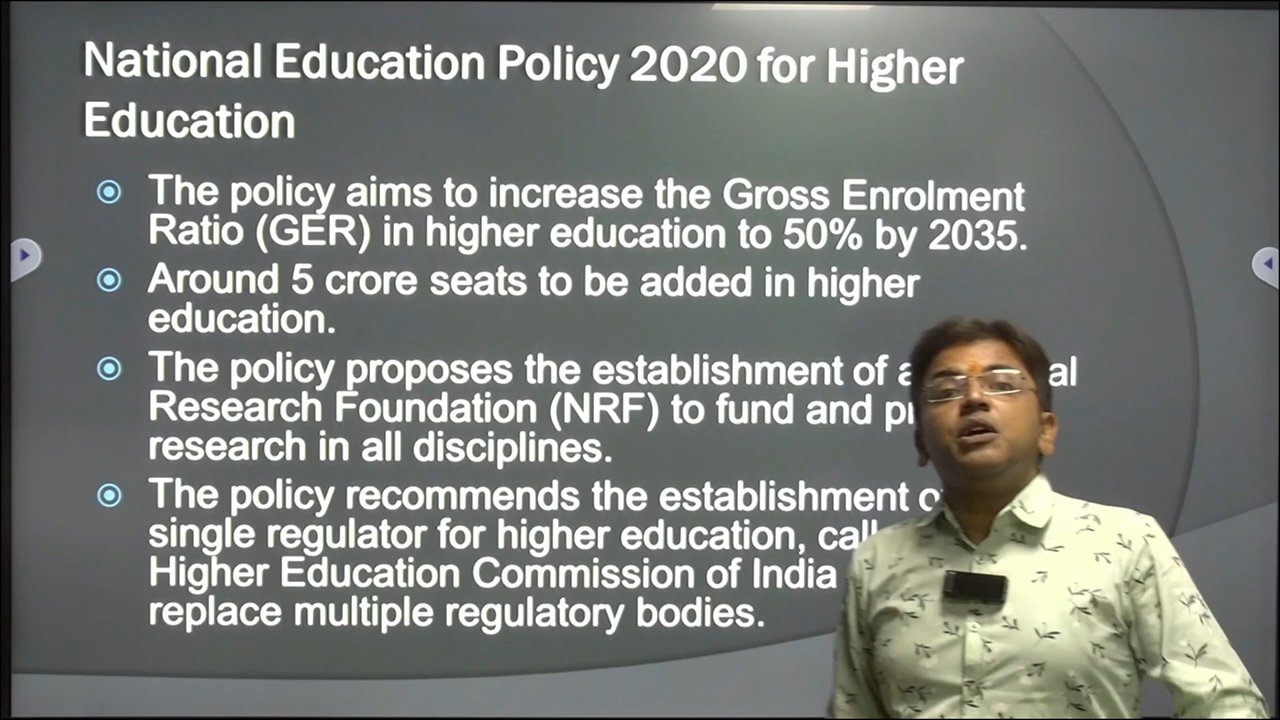 National Education Policy 2020 for Higher
Education
The policy aims to increase the Gross Enrolment
Ratio (GER) in higher education to 50% by 2035.
Around 5 crore seats to be added in higher
education.
The policy proposes the establishment of
Research Foundation (NRF) to fund and
research in all disciplines.
The policy recommends the establishment
single regulator for higher education,
Higher Education Commission of India
replace multiple regulatory bodies.